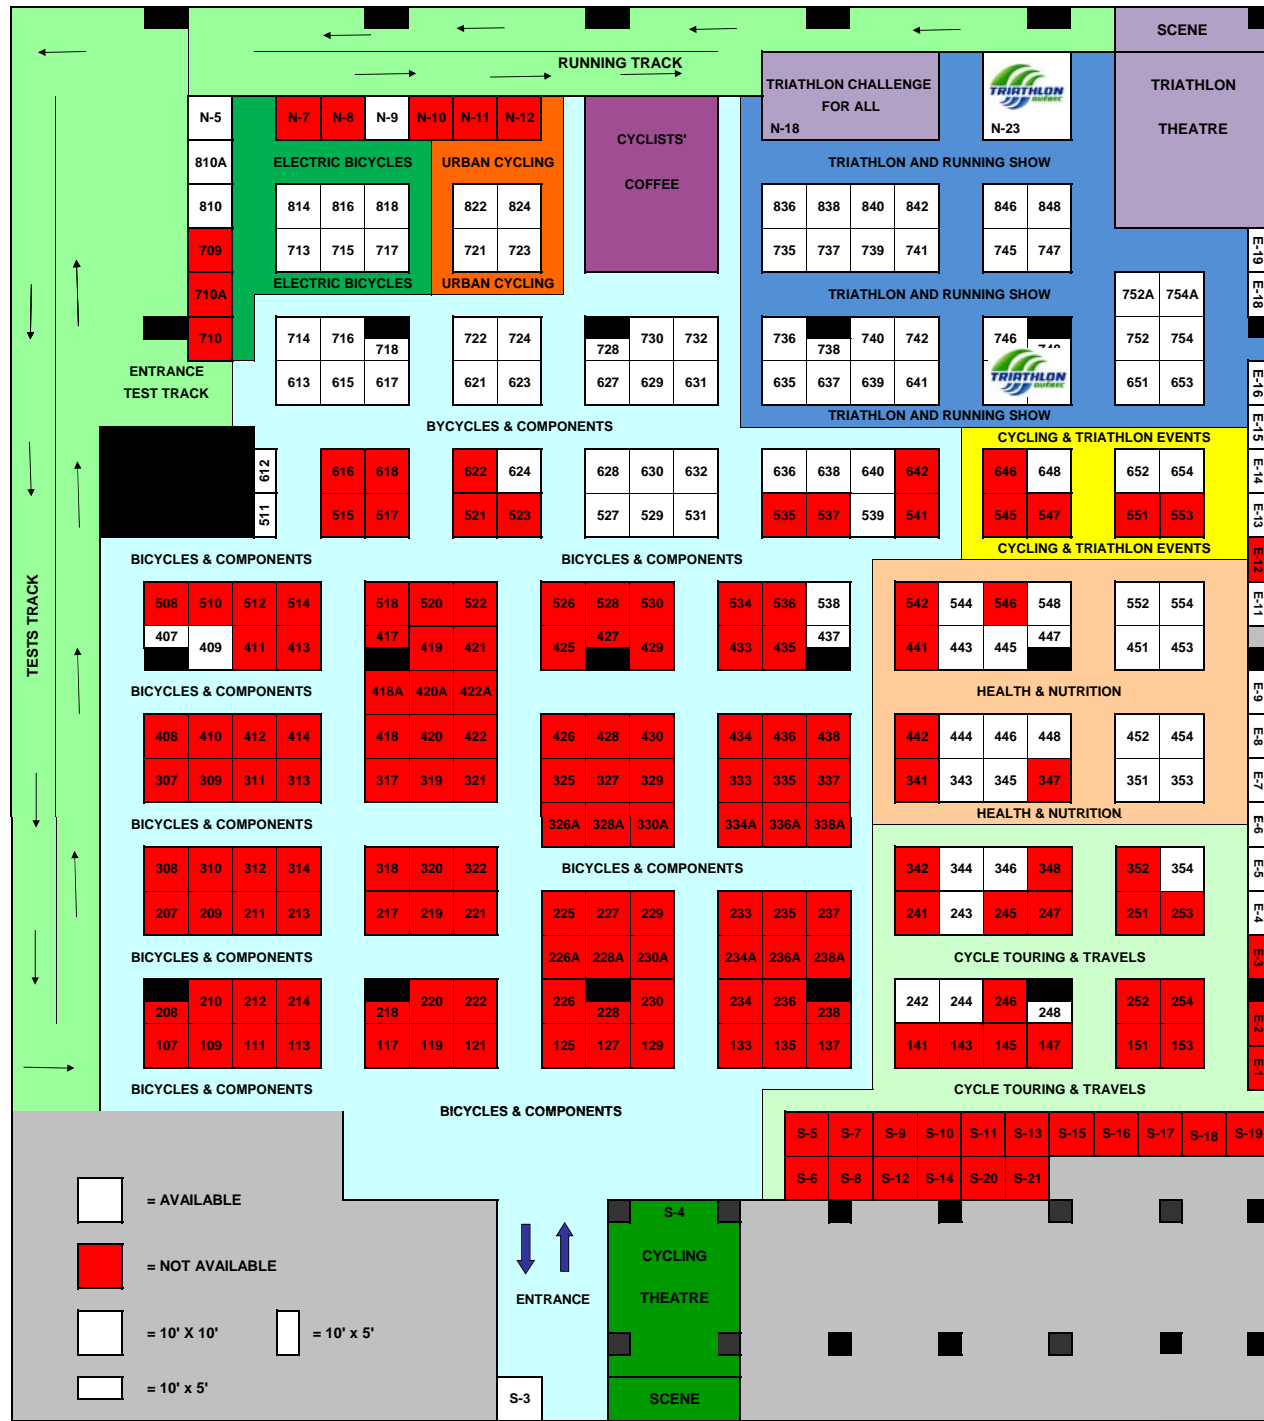 SCENE
RUNNING TRACK
TRIATHLON CHALLENGE
FOR ALL
N-18
TRIATHLON
Québec
N-23
TRIATHLON
THEATRE
N-5
N-7 N-8 N-9 N-10 N-11 N-12
CYCLISTS'
COFFEE
810A
ELECTRIC BICYCLES URBAN CYCLING TRIATHLON AND RUNNING SHOW
810 814 816 818 822 824 836 838 840 842 846 848
709 713 715 717 721 723 735 737 739 741 745 747 E-19
710A ELECTRIC BICYCLES URBAN CYCLING TRIATHLON AND RUNNING SHOW 752A 754A E-18
710 714 716 718 722 724 728 730 732 736 738 740 742 746 752 754
ENTRANCE
TEST TRACK
613 615 617 621 623 627 629 631 635 637 639 641 TRIATHLON Québec 651 653 E-16
BYCYCLES & COMPONENTS TRIATHLON AND RUNNING SHOW E-15
CYCLING & TRIATHLON EVENTS
612 616 618 622 624 628 630 632 636 638 640 642 646 648 652 654 E-14
511 515 517 521 523 527 529 531 535 537 539 541 545 547 551 553 E-13
BICYCLES & COMPONENTS BICYCLES & COMPONENTS CYCLING & TRIATHLON EVENTS E-12
TESTS TRACK
508 510 512 514 518 520 522 526 528 530 534 536 538 542 544 546 548 552 554 E-11
407 409 411 413 417 419 421 425 427 429 433 435 437 441 443 445 447 451 453
BICYCLES & COMPONENTS 418A 420A 422A HEALTH & NUTRITION E-9
408 410 412 414 418 420 422 426 428 430 434 436 438 442 444 446 448 452 454 E-8
307 309 311 313 317 319 321 325 327 329 333 335 337 341 343 345 347 351 353 E-7
BICYCLES & COMPONENTS 326A 328A 330A 334A 336A 338A HEALTH & NUTRITION E-6
308 310 312 314 318 320 322 BICYCLES & COMPONENTS 342 344 346 348 352 354 E-5
207 209 211 213 217 219 221 225 227 229 233 235 237 241 243 245 247 251 253 E-4
BICYCLES & COMPONENTS 226A 228A 230A 234A 236A 238A CYCLE TOURING & TRAVELS E-3
208 210 212 214 218 220 222 226 228 230 234 236 238 242 244 246 248 252 254 E-2
107 109 111 113 117 119 121 125 127 129 133 135 137 141 143 145 147 151 153 E-1
BICYCLES & COMPONENTS CYCLE TOURING & TRAVELS
BICYCLES & COMPONENTS
S-5 S-7 S-9 S-10 S-11 S-13 S-15 S-16 S-17 S-18 S-19
S-6 S-8 S-12 S-14 S-20 S-21
= AVAILABLE
= NOT AVAILABLE
= 10' X 10' = 10' x 5'
= 10' x 5'
ENTRANCE
S-4
CYCLING
THEATRE
S-3
SCENE